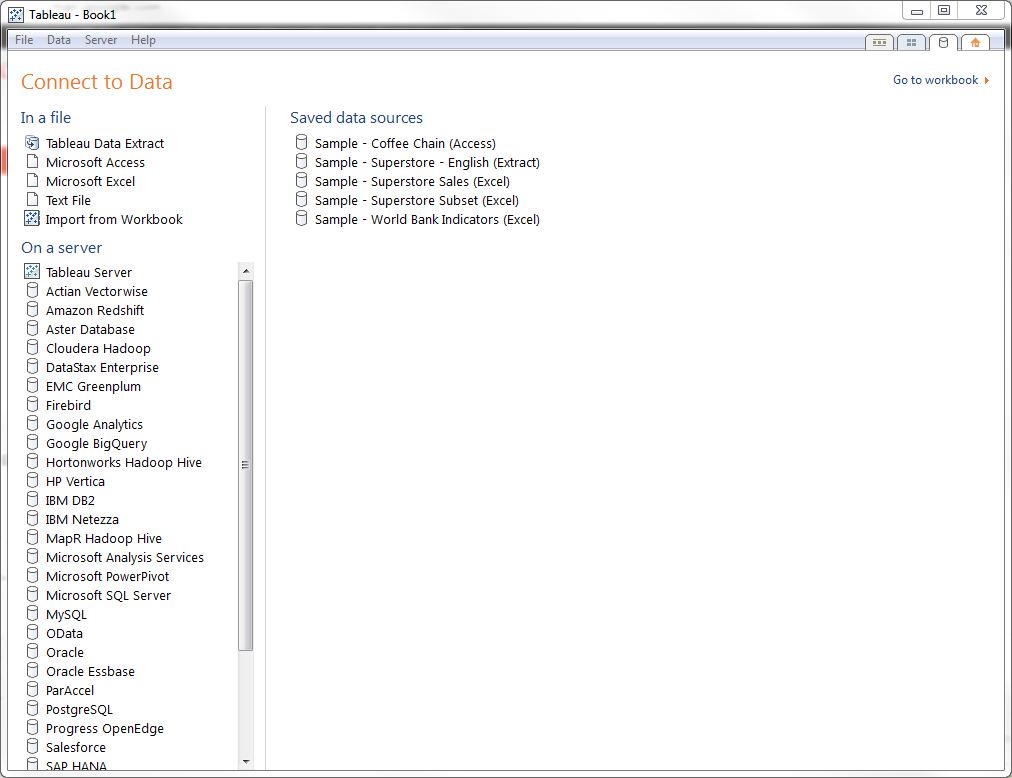 Tableau - Book1
File Data Server Help
Connect to Data
Go to workbook
In a file
Tableau Data Extract
Microsoft Access
Microsoft Excel
Text File
Import from Workbook
On a server
Tableau Server
Actian Vectorwise
Amazon Redshift
Aster Database
Cloudera Hadoop
DataStax Enterprise
EMC Greenplum
Firebird
Google Analytics
Google BigQuery
Hortonworks Hadoop Hive
HP Vertica
IBM DB2
IBM Netezza
MapR Hadoop Hive
Microsoft Analysis Services
Microsoft PowerPivot
Microsoft SQL Server
MySQL
OData
Oracle
Oracle Essbase
ParAccel
PostgreSQL
Progress OpenEdge
Salesforce
SAP HANA
Saved data sources
Sample - Coffee Chain (Access)
Sample - Superstore - English (Extract)
Sample - Superstore Sales (Excel)
Sample - Superstore Subset (Excel)
Sample - World Bank Indicators (Excel)